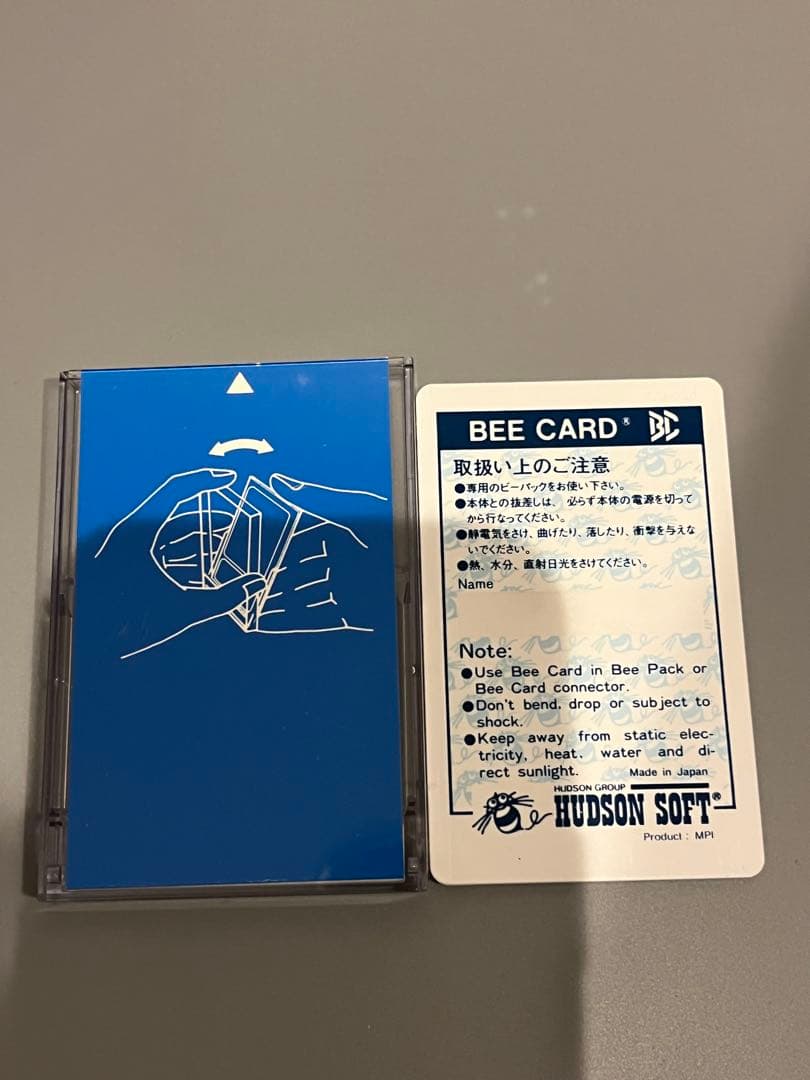 BEE CARD® BC
取扱い上のご注意
●専用のビーパックをお使い下さい。
●本体との抜差しは、必らず本体の電源を切って
から行なってください。
●静電気をさけ、曲げたり、落したり、衝撃を与えな
いでください。
●熱、水分、直射日光をさけてください。
Name
Note:
●Use Bee Card in Bee Pack or
Bee Card connector.
●Don't bend, drop or subject to
shock.
●Keep away from static elec-
tricity, heat, water and di-
rect sunlight.
Made in Japan
HUDSON GROUP
HUDSON SOFT®
Product : MPI